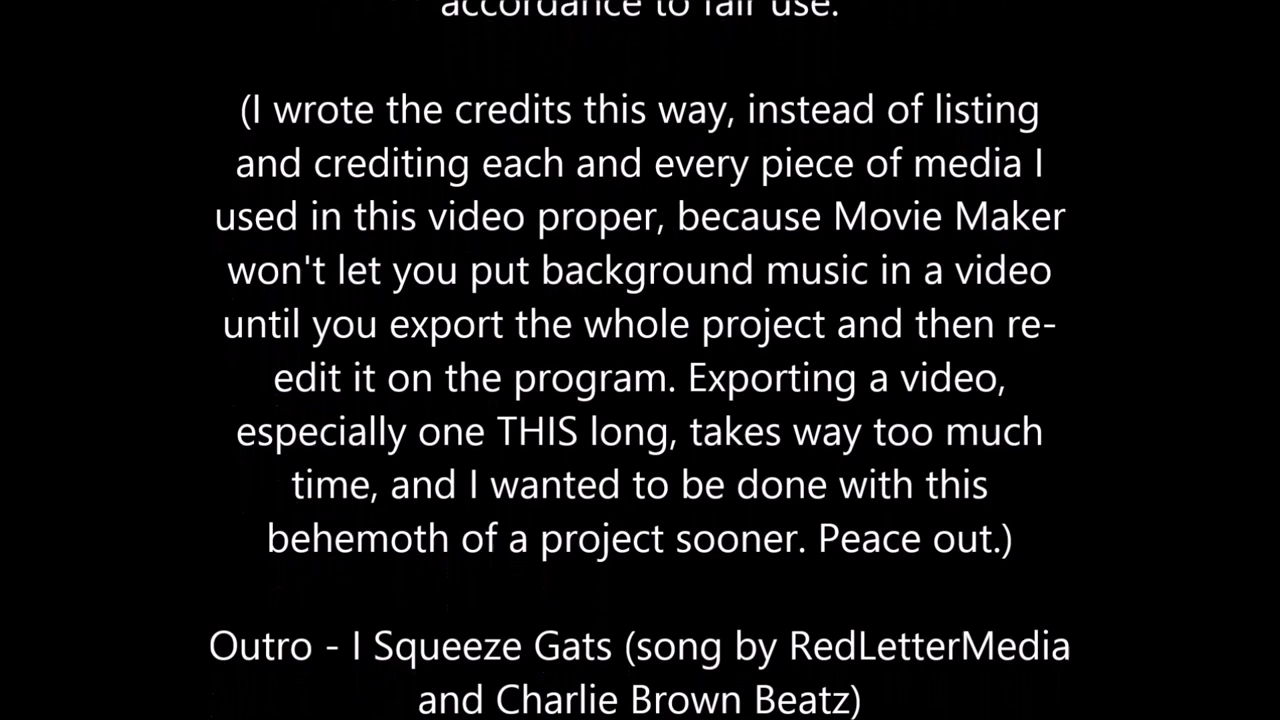 accordance to fair use.
(I wrote the credits this way, instead of listing
and crediting each and every piece of media I
used in this video proper, because Movie Maker
won't let you put background music in a video
until you export the whole project and then re-
edit it on the program. Exporting a video,
especially one THIS long, takes way too much
time, and I wanted to be done with this
behemoth of a project sooner. Peace out.)
Outro - I Squeeze Gats (song by RedLetterMedia
and Charlie Brown Beatz)